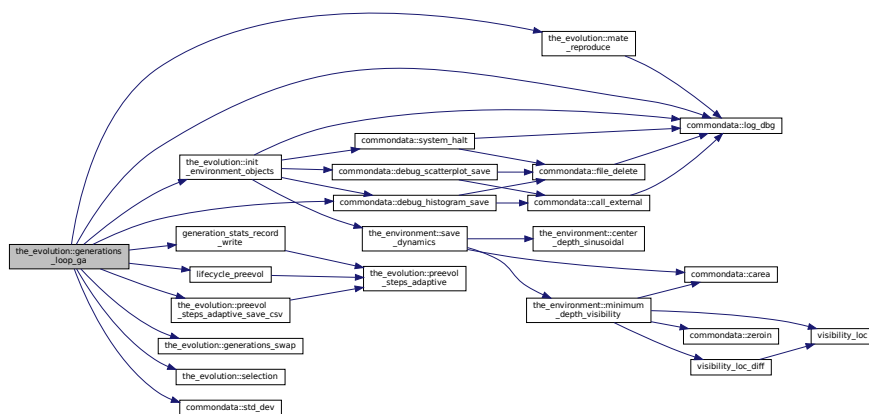 the_evolution::mate
_reproduce
commondata::log_dbg
commondata::system_halt
the_evolution::init
_environment_objects
commondata::debug_scatterplot_save
commondata::file_delete
commondata::debug_histogram_save
commondata::call_external
generation_stats_record
_write
the_environment::save
_dynamics
the_environment::center
_depth_sinusoidal
the_evolution::generations
_loop_ga
lifecycle_preevol
the_evolution::preevol
_steps_adaptive
commondata::carea
the_evolution::preevol
_steps_adaptive_save_csv
the_environment::minimum
_depth_visibility
the_evolution::generations_swap
commondata::zeroin
visibility_loc
visibility_loc_diff
the_evolution::selection
commondata::std_dev